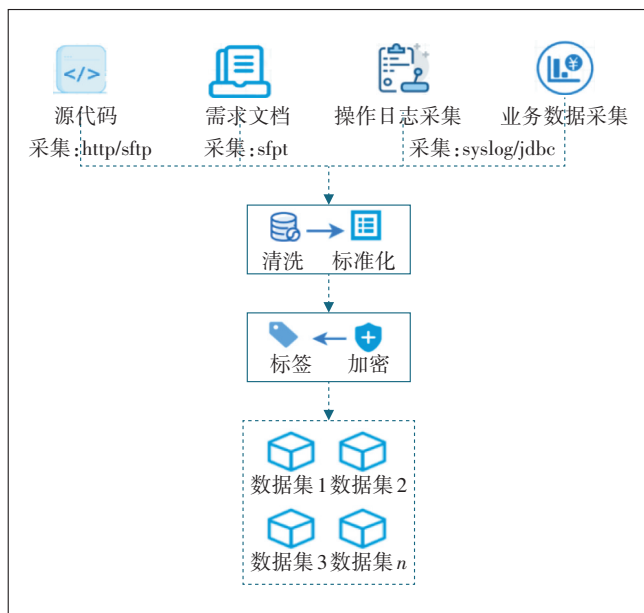 </>
¥
源代码 需求文档 操作日志采集 业务数据采集
采集:http/sftp 采集:sfpt 采集:syslog/jdbc
清洗 标准化
标签 加密
数据集1 数据集2
数据集3 数据集n